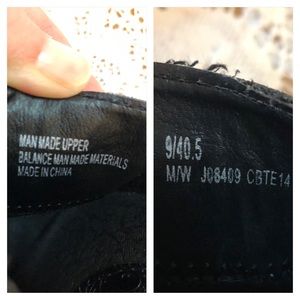 MAN MADE UPPER
BALANCE MAN MADE MATERIALS
MADE IN CHINA
9/40.5
M/W J08409 CBTE14